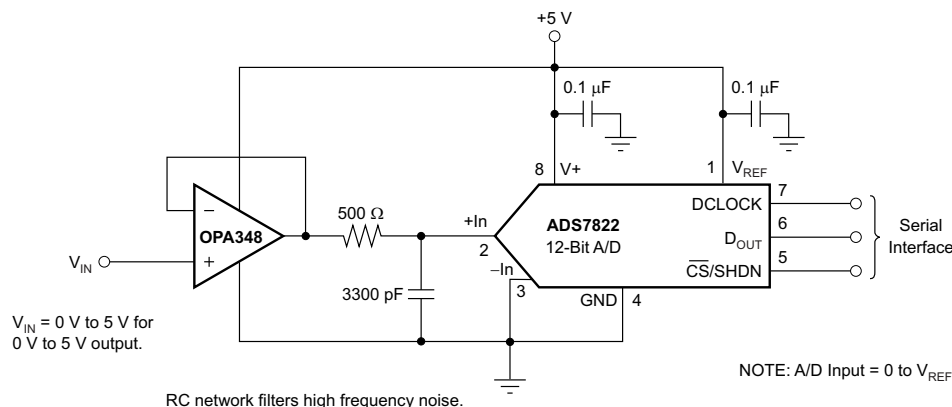 +5 V
0.1 μF
0.1 μF
8
V+
1
V_REF
−
OPA348
+
V_IN
500 Ω
3300 pF
+In
2
−In
3
ADS7822
12-Bit A/D
GND
4
DCLOCK
7
D_OUT
6
C̅S̅/SHDN
5
Serial
Interface
V_IN = 0 V to 5 V for
0 V to 5 V output.
NOTE: A/D Input = 0 to V_REF
RC network filters high frequency noise.